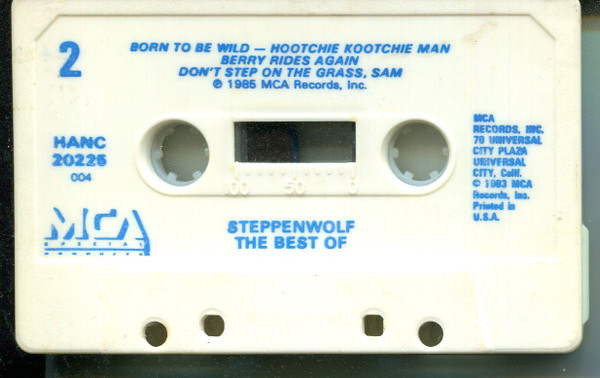 2
BORN TO BE WILD — HOOTCHIE KOOTCHIE MAN
BERRY RIDES AGAIN
DON'T STEP ON THE GRASS, SAM
℗ 1985 MCA Records, Inc.
HANC
20225
004
MCA
RECORDS, INC.
70 UNIVERSAL
CITY PLAZA
UNIVERSAL
CITY, Calif.
© 1983 MCA
Records, Inc.
Printed in
U.S.A.
100 50 0
MCA
SPECIAL
PRODUCTS
STEPPENWOLF
THE BEST OF